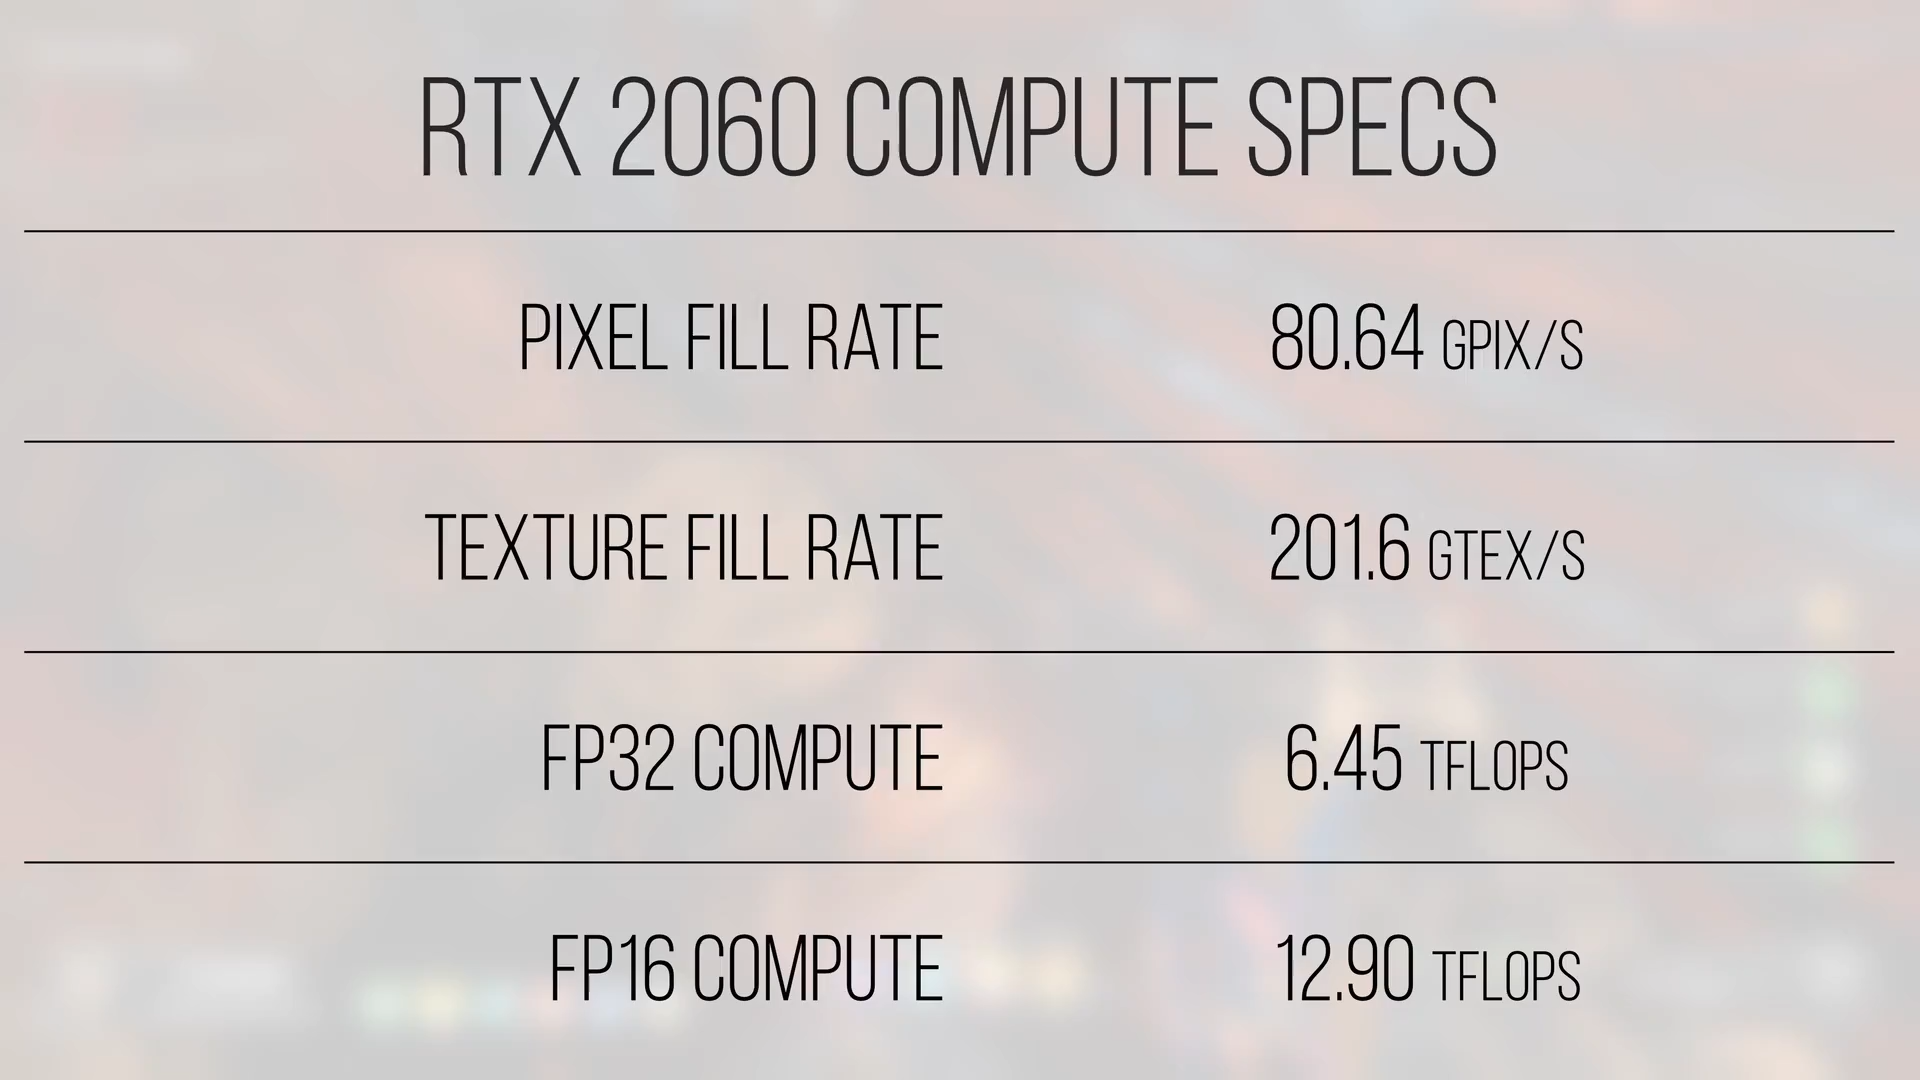 RTX 2060 COMPUTE SPECS
PIXEL FILL RATE 80.64 GPIX/S
TEXTURE FILL RATE 201.6 GTEX/S
FP32 COMPUTE 6.45 TFLOPS
FP16 COMPUTE 12.90 TFLOPS